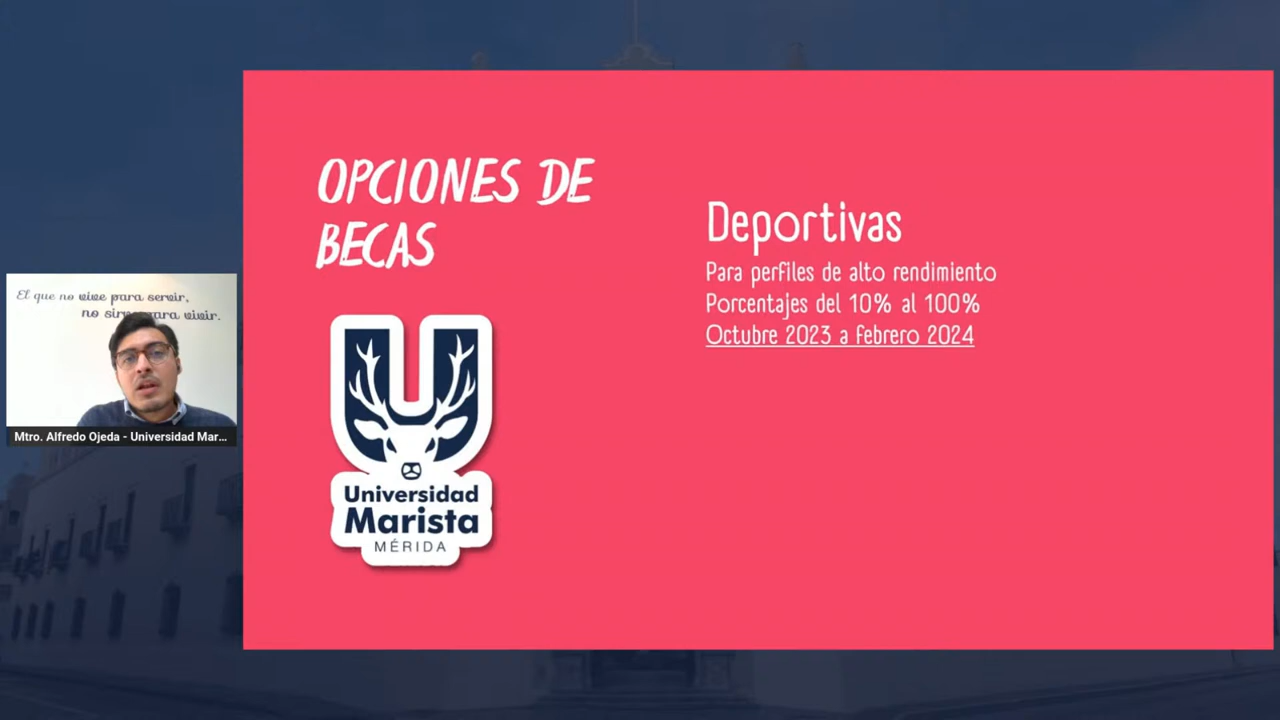 OPCIONES DE
BECAS
Deportivas
Para perfiles de alto rendimiento
Porcentajes del 10% al 100%
Octubre 2023 a febrero 2024
El que no vive para servir,
no sirve para vivir.
Mtro. Alfredo Ojeda - Universidad Mar...
Universidad
Marista
MÉRIDA